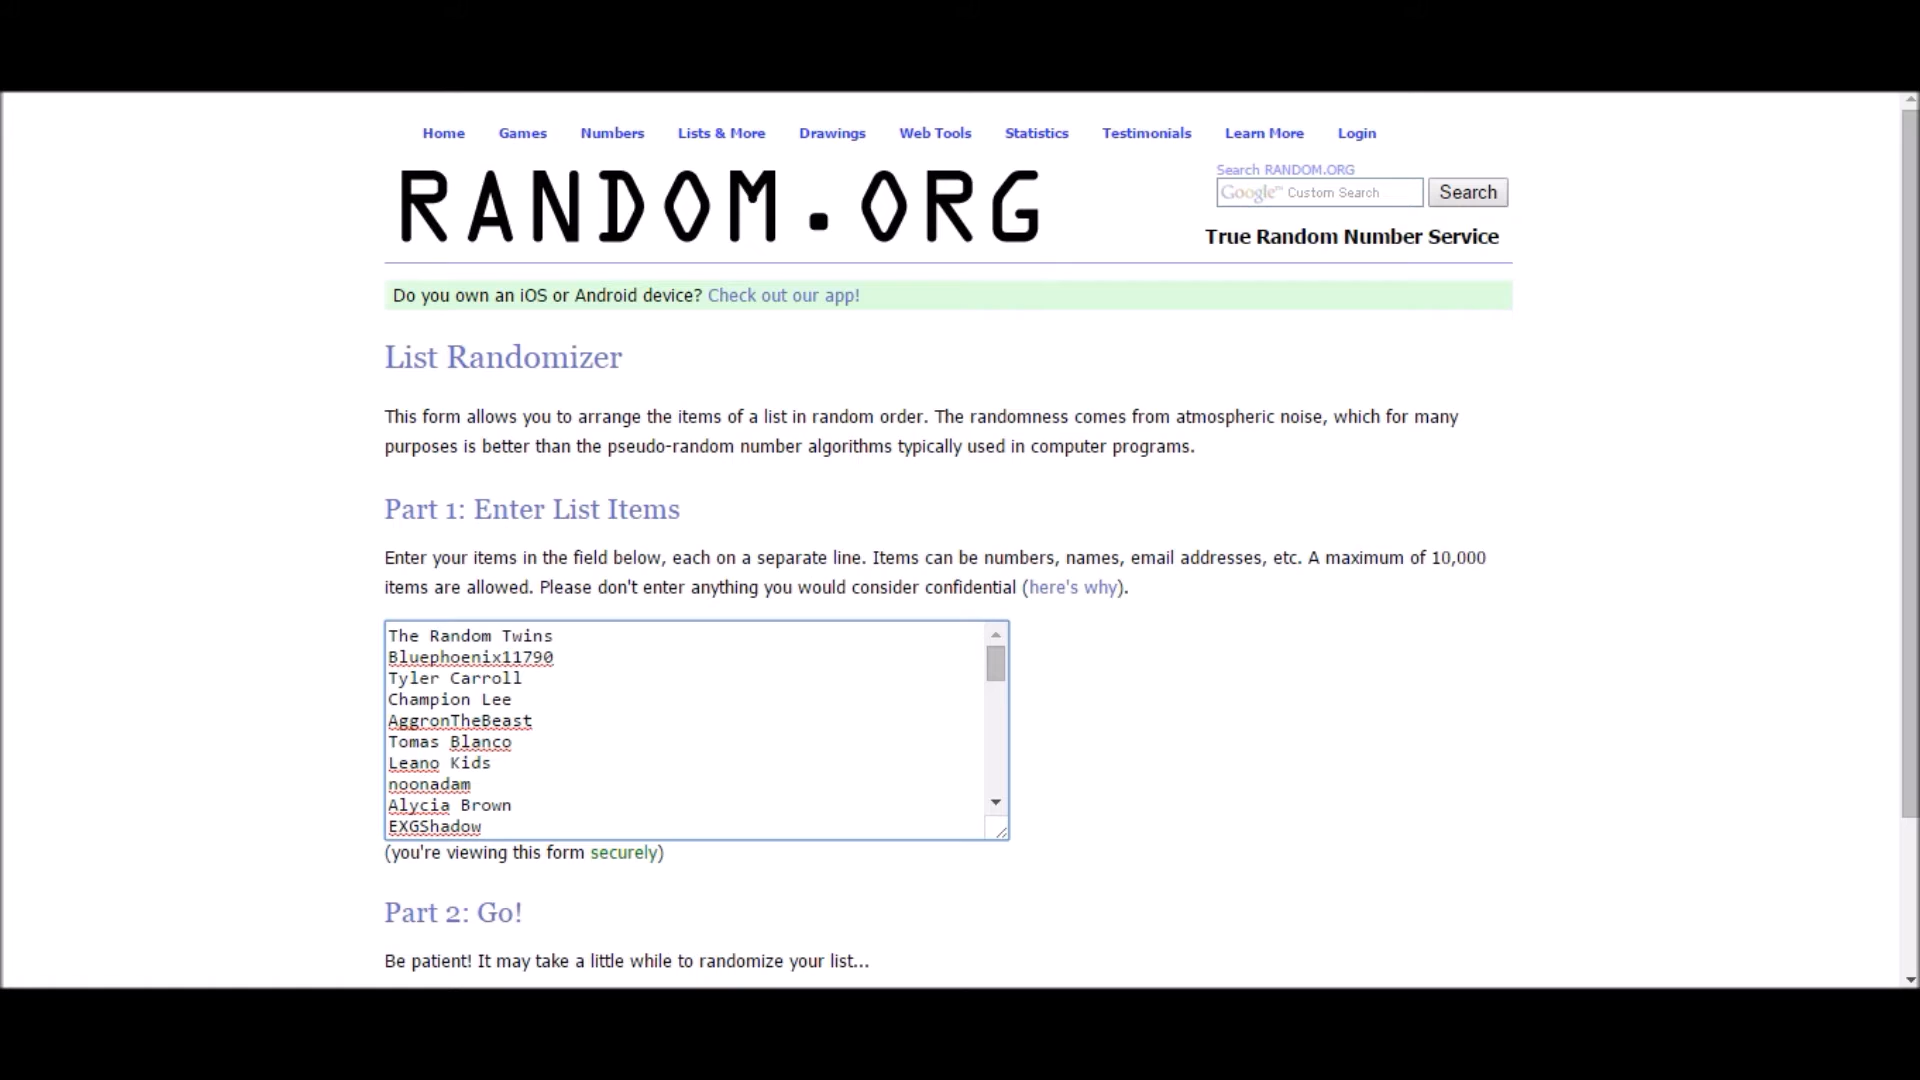 Home Games Numbers Lists & More Drawings Web Tools Statistics Testimonials Learn More Login
RANDOM.ORG
Search RANDOM.ORG
Google™ Custom Search Search
True Random Number Service
Do you own an iOS or Android device? Check out our app!
List Randomizer
This form allows you to arrange the items of a list in random order. The randomness comes from atmospheric noise, which for many
purposes is better than the pseudo-random number algorithms typically used in computer programs.
Part 1: Enter List Items
Enter your items in the field below, each on a separate line. Items can be numbers, names, email addresses, etc. A maximum of 10,000
items are allowed. Please don't enter anything you would consider confidential (here's why).
The Random Twins
Bluephoenix11790
Tyler Carroll
Champion Lee
AggronTheBeast
Tomas Blanco
Leano Kids
noonadam
Alycia Brown
EXGShadow
(you're viewing this form securely)
Part 2: Go!
Be patient! It may take a little while to randomize your list...